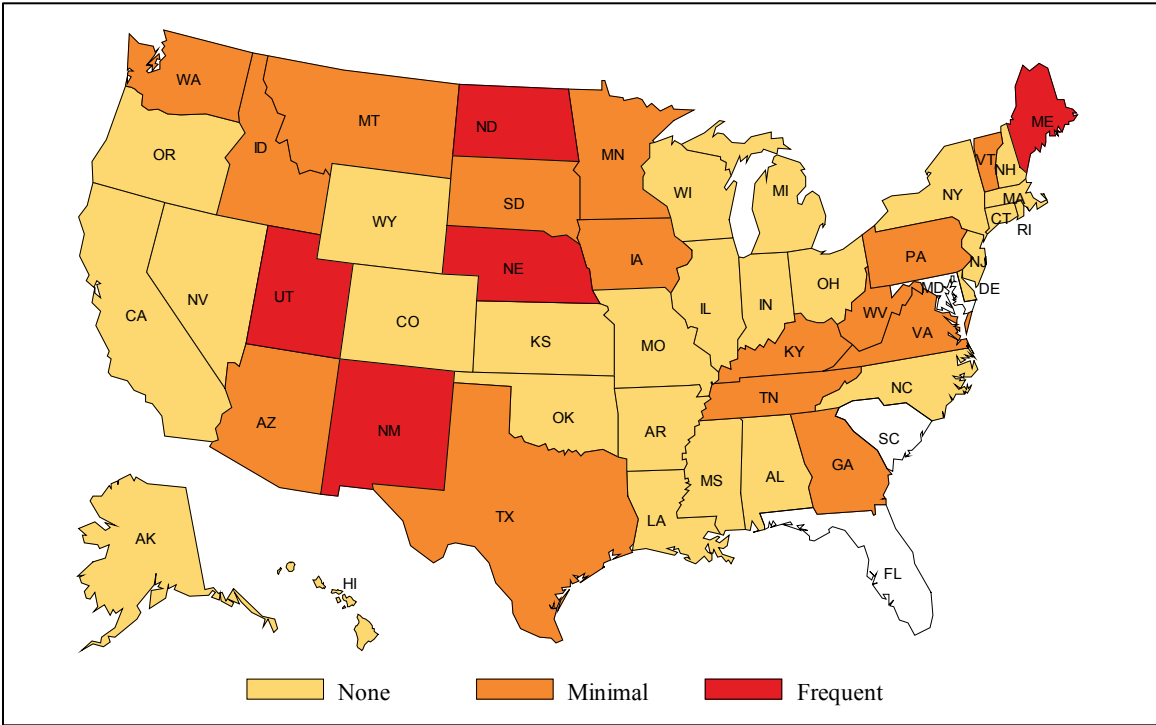 WA
MT
ND
ME
OR
ID
MN
VT
NH
WI
MI
NY
MA
SD
WY
CT
RI
IA
PA
NE
NJ
NV
UT
OH
MD
DE
IL
IN
CA
CO
WV
VA
KS
MO
KY
NC
TN
AZ
NM
OK
AR
SC
GA
MS
AL
TX
LA
AK
FL
HI
None Minimal Frequent